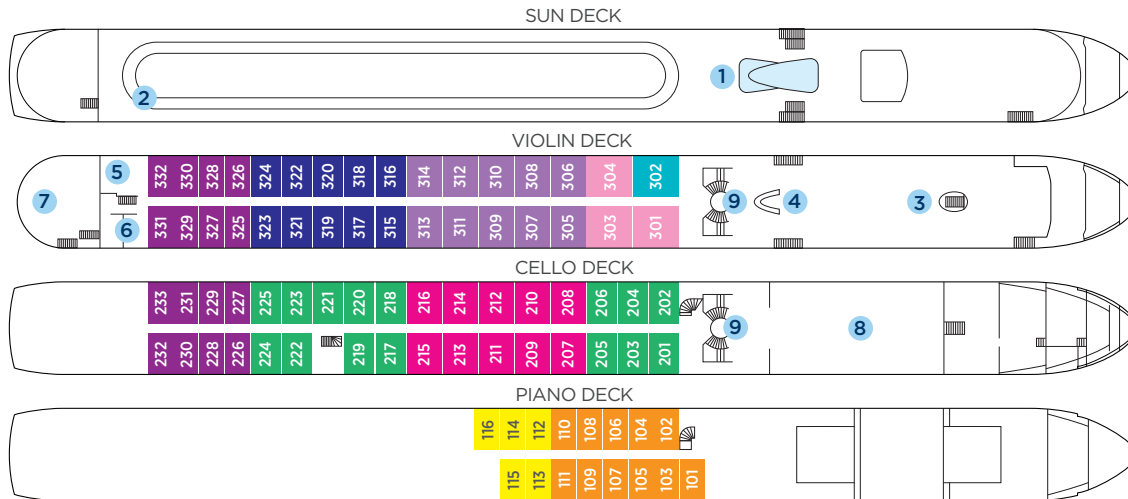 SUN DECK
1
2
VIOLIN DECK
332 330 328 326 324 322 320 318 316 314 312 310 308 306 304 302
5
7
9 4 3
6
331 329 327 325 323 321 319 317 315 313 311 309 307 305 303 301
CELLO DECK
233 231 229 227 225 223 221 220 218 216 214 212 210 208 206 204 202
9 8
232 230 228 226 224 222 219 217 215 213 211 209 207 205 203 201
PIANO DECK
116 114 112 110 108 106 104 102
115 113 111 109 107 105 103 101